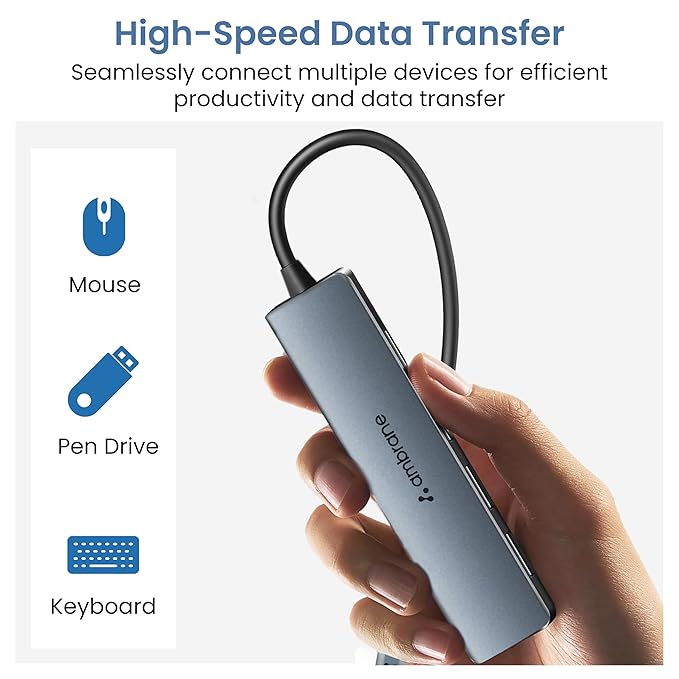 High-Speed Data Transfer
Seamlessly connect multiple devices for efficient
productivity and data transfer
Mouse
Pen Drive
Keyboard
ambrane